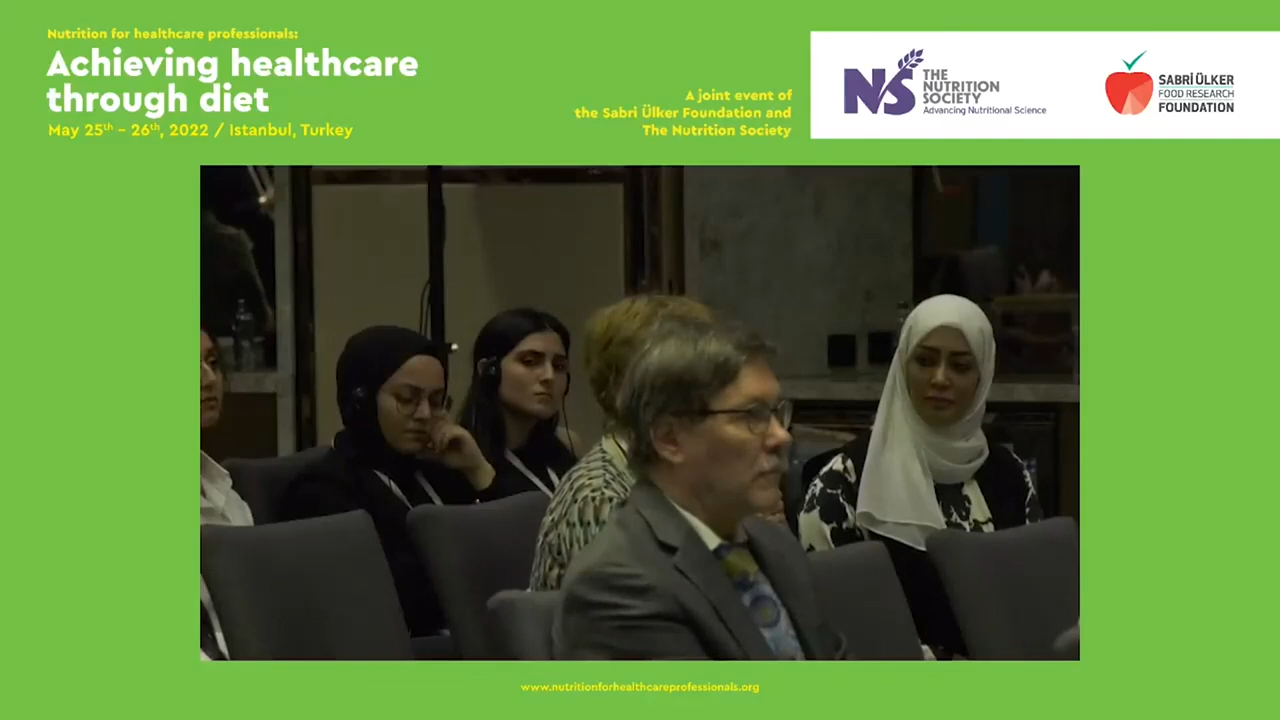 Nutrition for healthcare professionals:
Achieving healthcare
through diet
May 25th - 26th, 2022 / Istanbul, Turkey
A joint event of
the Sabri Ülker Foundation and
The Nutrition Society
NS
THE
NUTRITION
SOCIETY
Advancing Nutritional Science
SABRİ ÜLKER
FOOD RESEARCH
FOUNDATION
www.nutritionforhealthcareprofessionals.org